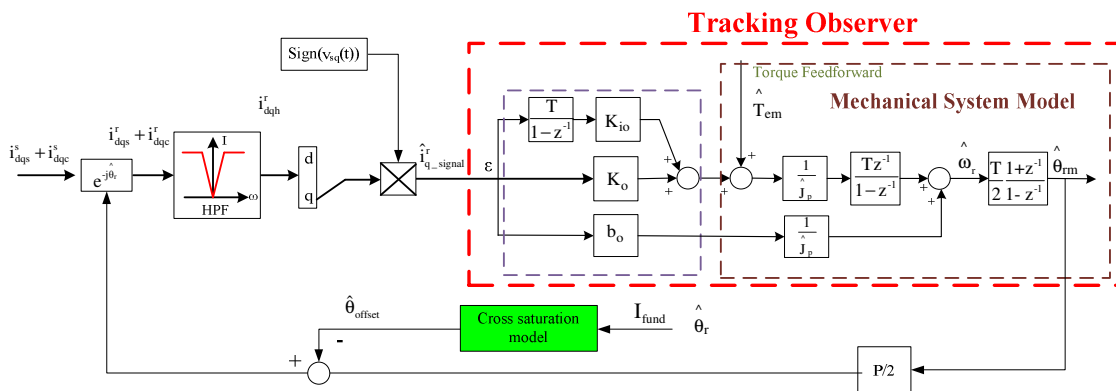 Tracking Observer
Sign(v_sq(t))
Torque Feedforward
T̂_em
Mechanical System Model
i^r_dqh
i^s_dqs + i^s_dqc
i^r_dqs + i^r_dqc
e^-jθ̂_r
I
ω
HPF
d
q
î^r_q_signal
ε
T
1-z^-1
K_io
K_o
b_o
+
+
+
+
1
Ĵ_p
Tz^-1
1-z^-1
1
Ĵ_p
+
+
ω̂_r
T 1+z^-1
2 1-z^-1
θ̂_rm
θ̂_offset
Cross saturation
model
I_fund
θ̂_r
-
+
P/2